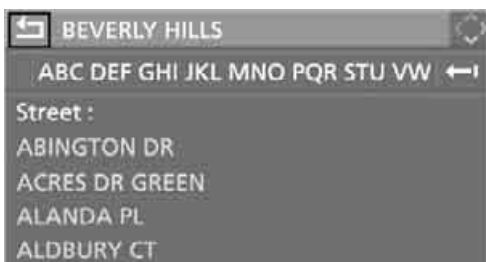 BEVERLY HILLS
ABC DEF GHI JKL MNO PQR STU VW
Street :
ABINGTON DR
ACRES DR GREEN
ALANDA PL
ALDBURY CT